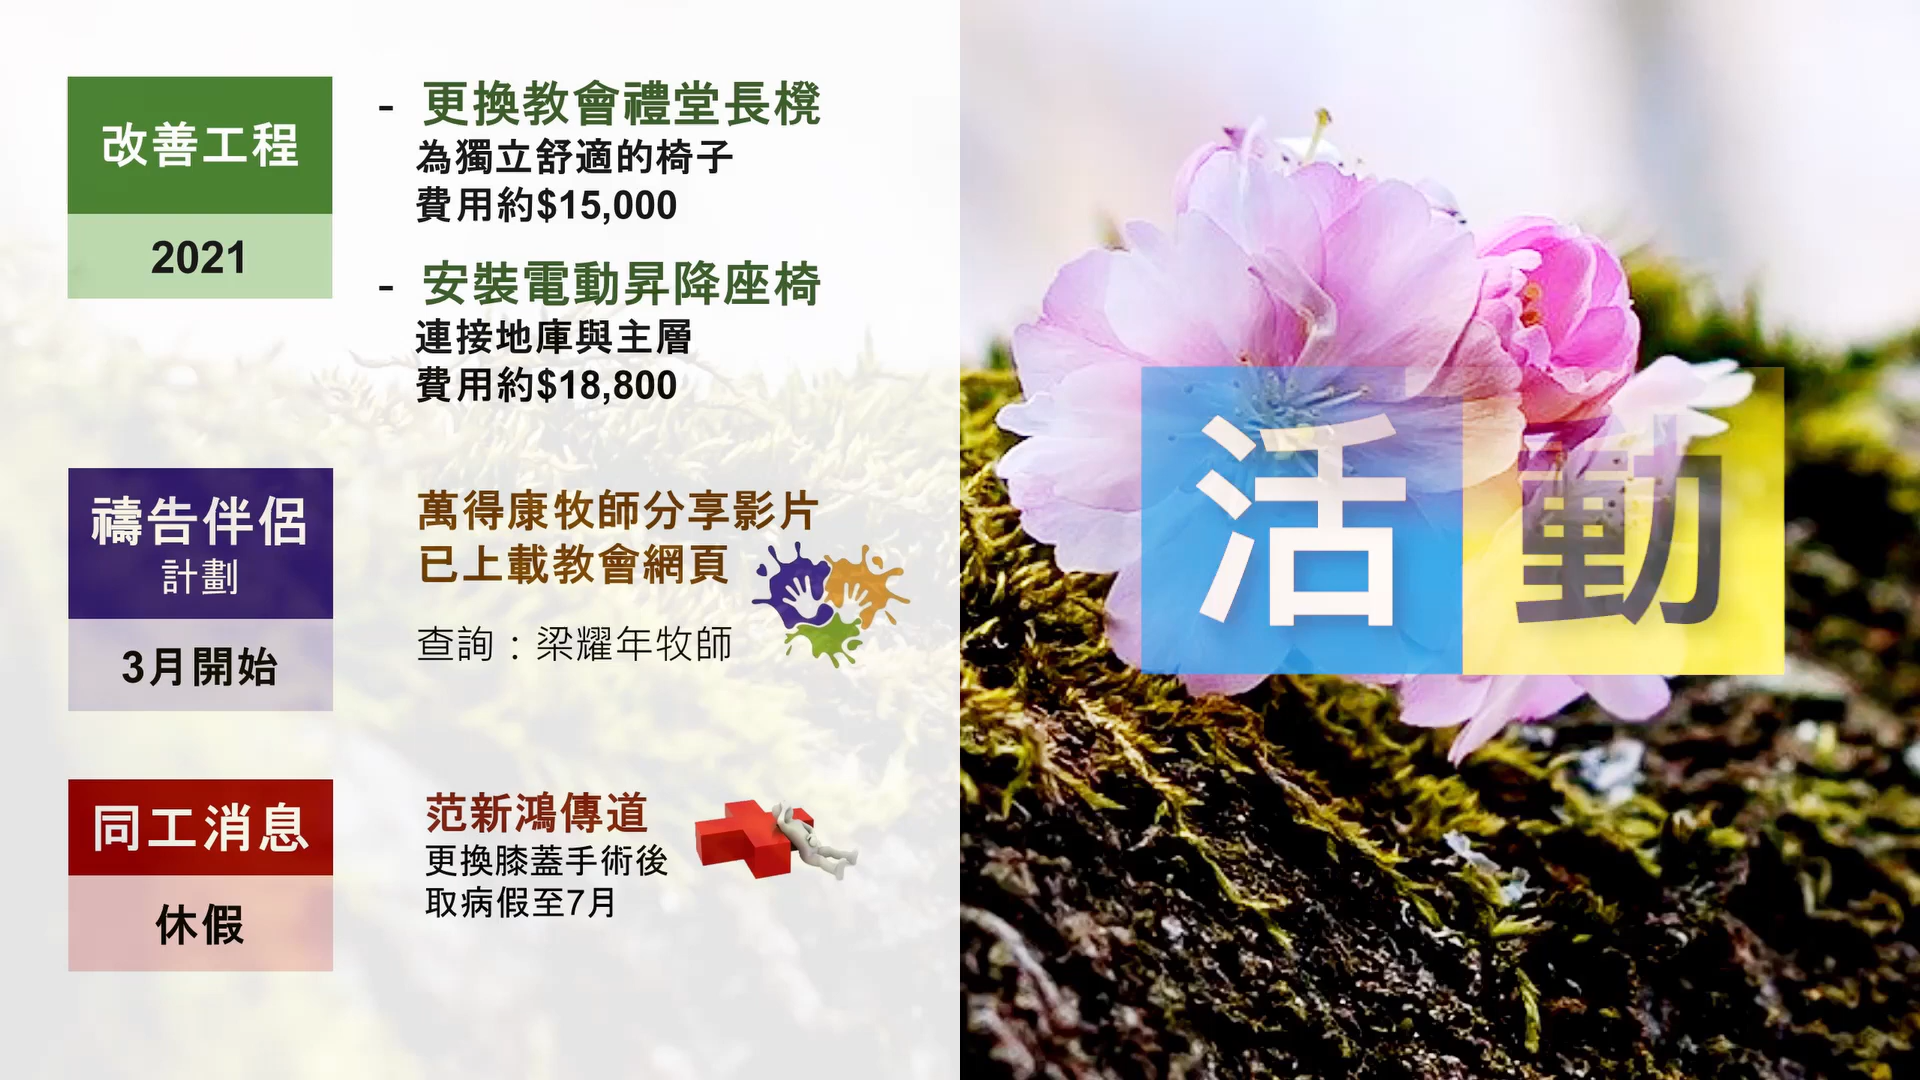 改善工程
2021
- 更換教會禮堂長櫈
為獨立舒適的椅子
費用約$15,000
- 安裝電動昇降座椅
連接地庫與主層
費用約$18,800
禱告伴侶
計劃
3月開始
萬得康牧師分享影片
已上載教會網頁
查詢：梁耀年牧師
同工消息
休假
范新鴻傳道
更換膝蓋手術後
取病假至7月
活動